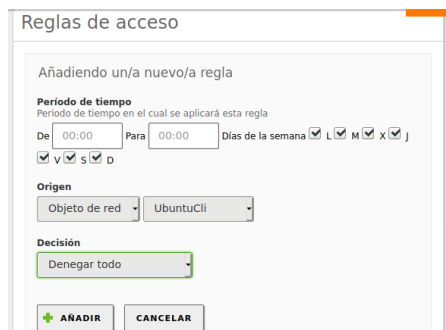 Reglas de acceso
Añadiendo un/a nuevo/a regla
Período de tiempo
Periodo de tiempo en el cual se aplicará esta regla
De 00:00 Para 00:00 Días de la semana L M X J
V S D
Origen
Objeto de red UbuntuCli
Decisión
Denegar todo
AÑADIR CANCELAR